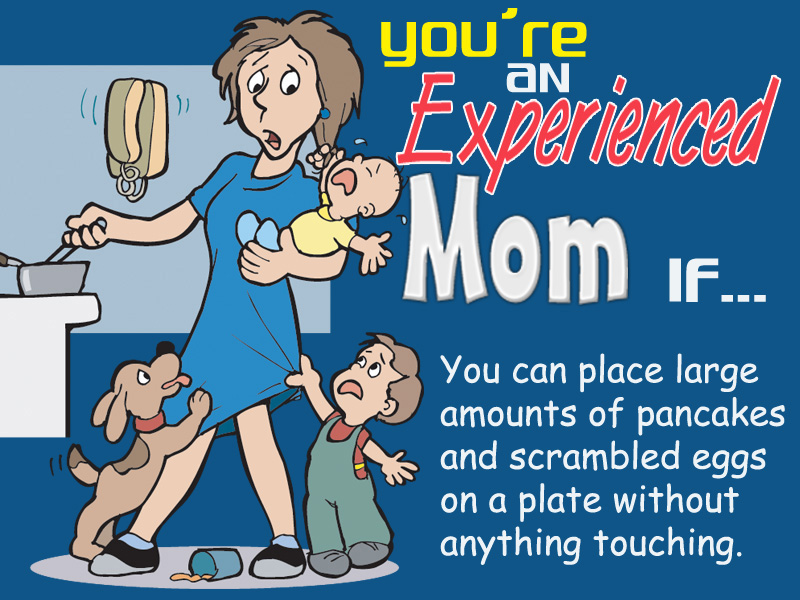 you're
an
Experienced
Mom
If...
You can place large
amounts of pancakes
and scrambled eggs
on a plate without
anything touching.